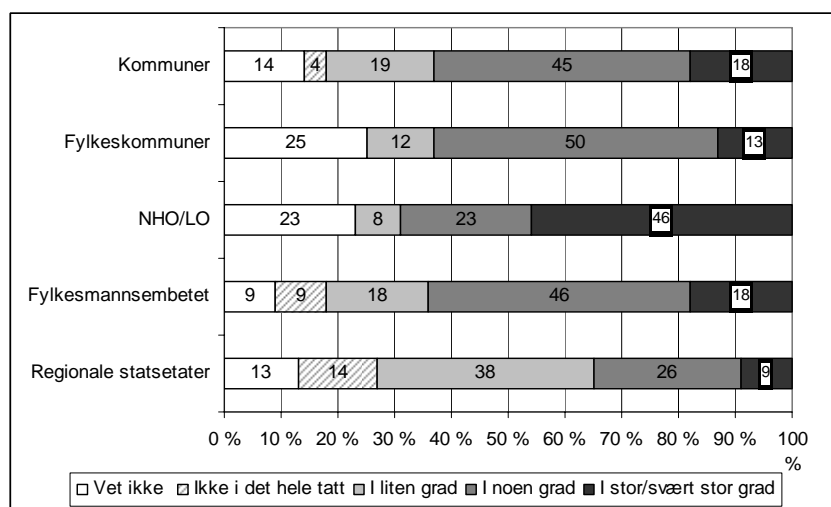 Kommuner 14 4 19 45 18
Fylkeskommuner 25 12 50 13
NHO/LO 23 8 23 46
Fylkesmannsembetet 9 9 18 46 18
Regionale statsetater 13 14 38 26 9
0 % 10 % 20 % 30 % 40 % 50 % 60 % 70 % 80 % 90 % 100
%
Vet ikke Ikke i det hele tatt I liten grad I noen grad I stor/svært stor grad